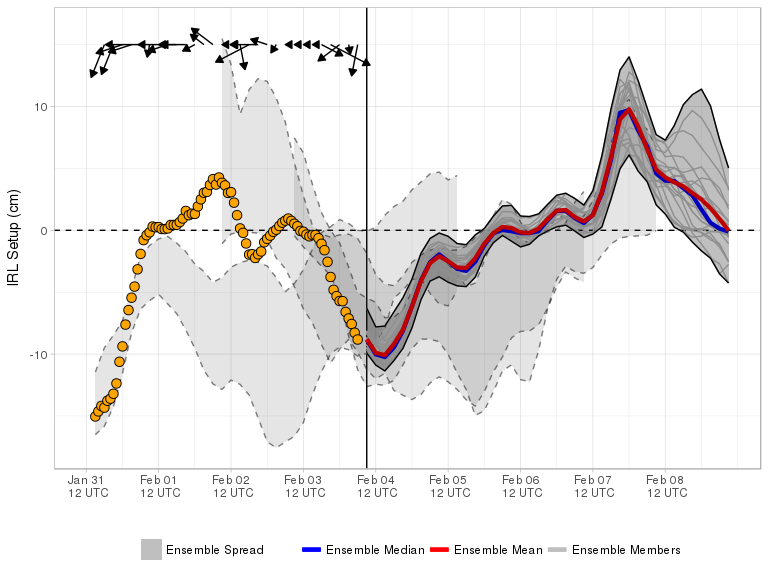 IRL Setup (cm)
10
0
-10
Jan 31 Feb 01 Feb 02 Feb 03 Feb 04 Feb 05 Feb 06 Feb 07 Feb 08
12 UTC 12 UTC 12 UTC 12 UTC 12 UTC 12 UTC 12 UTC 12 UTC 12 UTC
Ensemble Spread Ensemble Median Ensemble Mean Ensemble Members